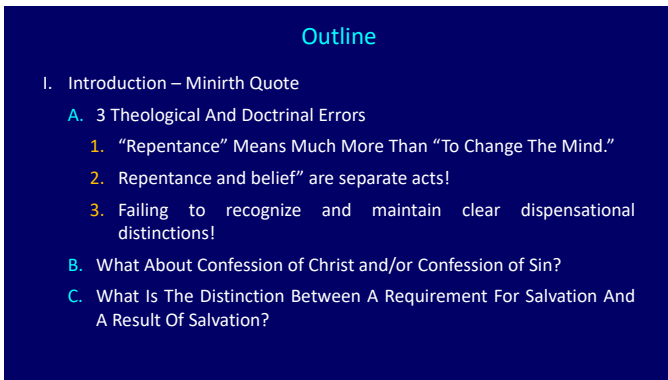 Outline
I. Introduction – Minirth Quote
A. 3 Theological And Doctrinal Errors
1. “Repentance” Means Much More Than “To Change The Mind.”
2. Repentance and belief” are separate acts!
3. Failing to recognize and maintain clear dispensational
distinctions!
B. What About Confession of Christ and/or Confession of Sin?
C. What Is The Distinction Between A Requirement For Salvation And
A Result Of Salvation?